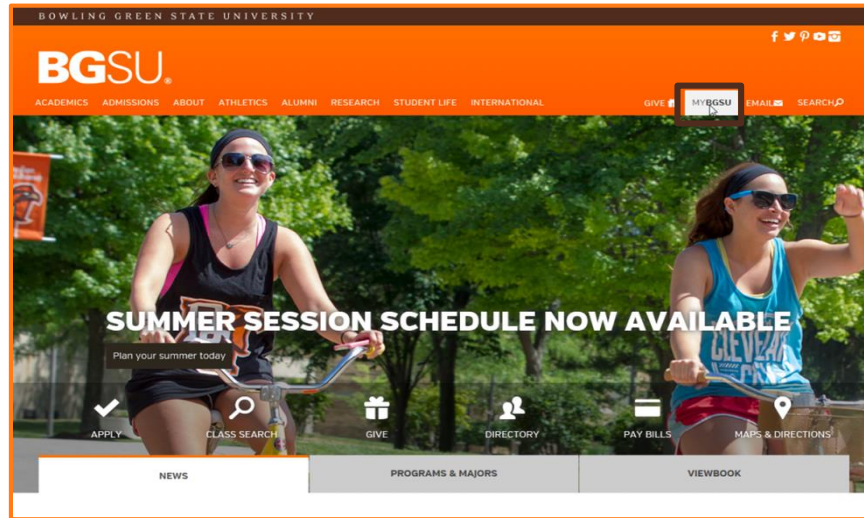 BOWLING GREEN STATE UNIVERSITY
BGSU®
ACADEMICS ADMISSIONS ABOUT ATHLETICS ALUMNI RESEARCH STUDENT LIFE INTERNATIONAL GIVE MYBGSU EMAIL SEARCH
SUMMER SESSION SCHEDULE NOW AVAILABLE
Plan your summer today
APPLY CLASS SEARCH GIVE DIRECTORY PAY BILLS MAPS & DIRECTIONS
NEWS PROGRAMS & MAJORS VIEWBOOK